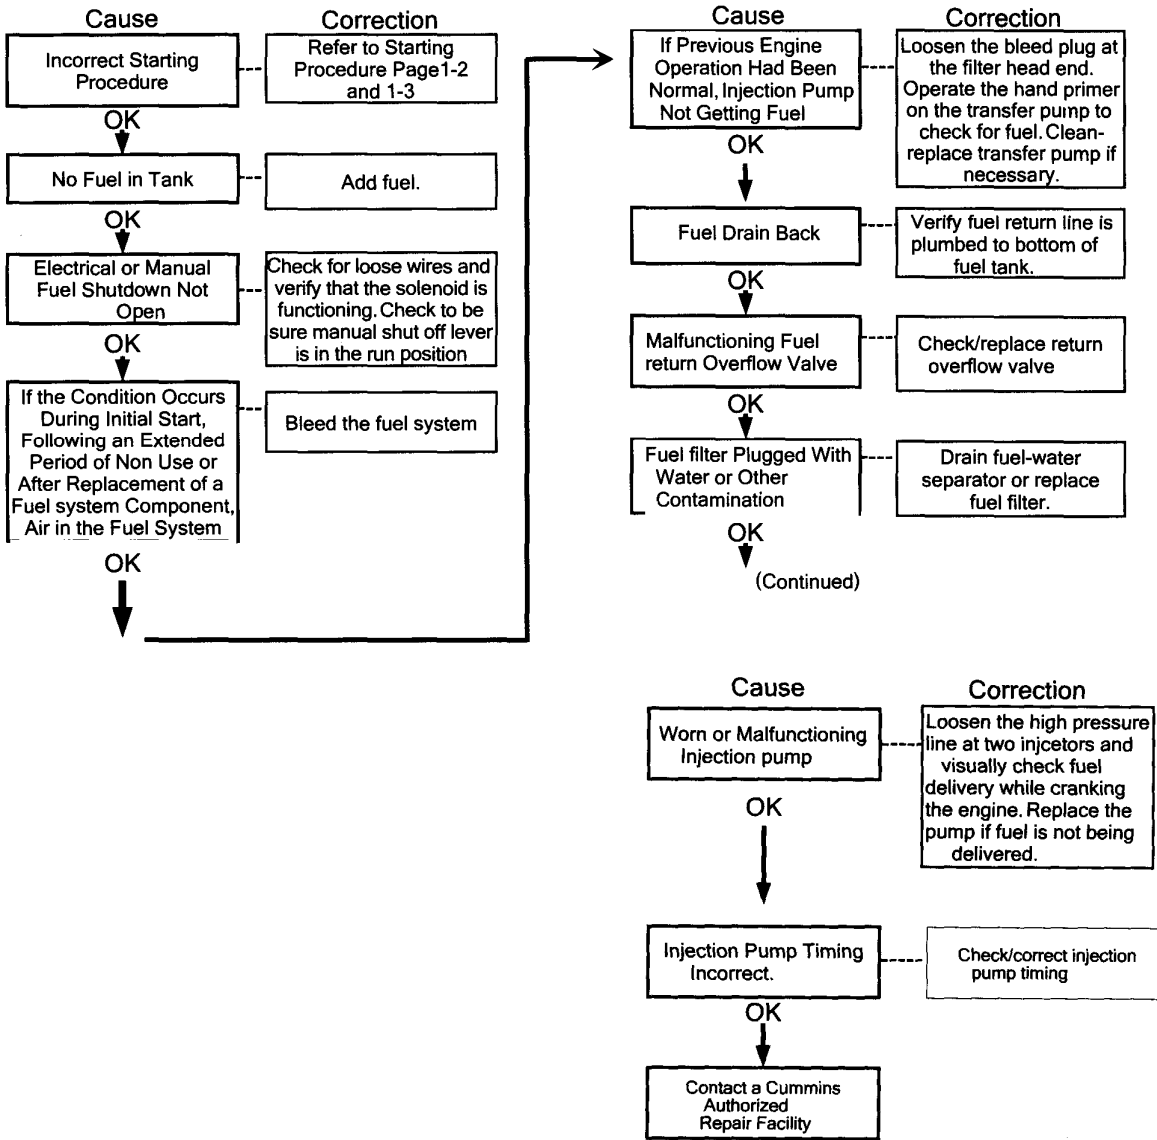 Cause
Correction
Incorrect Starting
Procedure
Refer to Starting
Procedure Page1-2
and 1-3
OK
No Fuel in Tank
Add fuel.
OK
Electrical or Manual
Fuel Shutdown Not
Open
Check for loose wires and
verify that the solenoid is
functioning. Check to be
sure manual shut off lever
is in the run position
OK
If the Condition Occurs
During Initial Start,
Following an Extended
Period of Non Use or
After Replacement of a
Fuel system Component,
Air in the Fuel System
Bleed the fuel system
OK
Cause
Correction
If Previous Engine
Operation Had Been
Normal, Injection Pump
Not Getting Fuel
Loosen the bleed plug at
the filter head end.
Operate the hand primer
on the transfer pump to
check for fuel. Clean-
replace transfer pump if
necessary.
OK
Fuel Drain Back
Verify fuel return line is
plumbed to bottom of
fuel tank.
OK
Malfunctioning Fuel
return Overflow Valve
Check/replace return
overflow valve
OK
Fuel filter Plugged With
Water or Other
Contamination
Drain fuel-water
separator or replace
fuel filter.
OK
(Continued)
Cause
Correction
Worn or Malfunctioning
Injection pump
Loosen the high pressure
line at two injcetors and
visually check fuel
delivery while cranking
the engine. Replace the
pump if fuel is not being
delivered.
OK
Injection Pump Timing
Incorrect.
Check/correct injection
pump timing
OK
Contact a Cummins
Authorized
Repair Facility